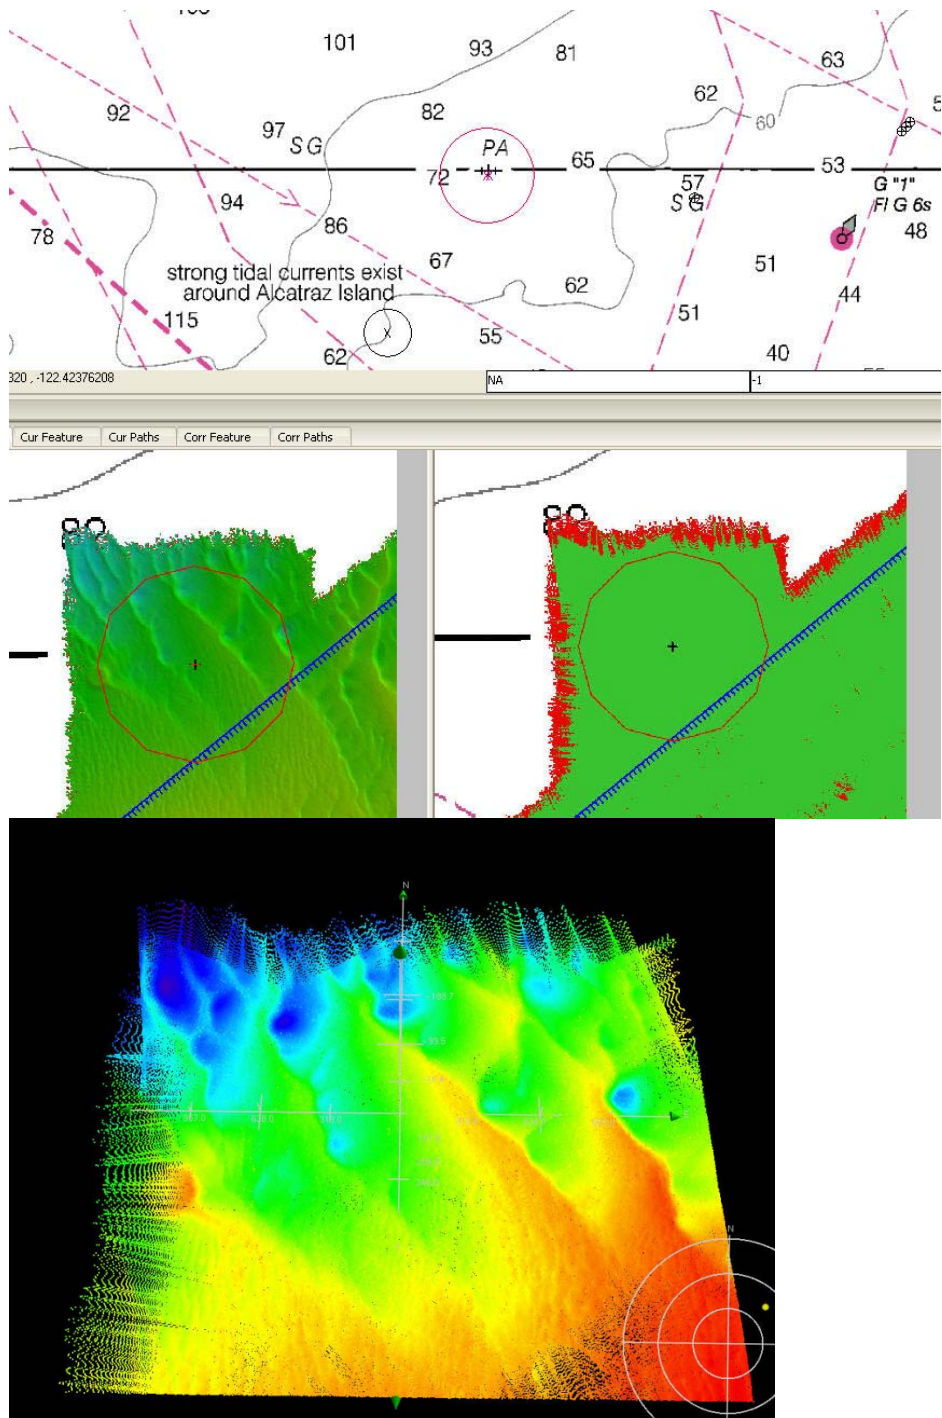 101
93
81
63
92
82
62
60
97
SG
PA
65
53
72
57
SG
G "1"
Fl G 6s
94
86
48
78
67
51
strong tidal currents exist
around Alcatraz Island
62
44
115
55
51
62
40
320 , -122.42376208
NA
-1
Cur Feature
Cur Paths
Corr Feature
Corr Paths
N
N